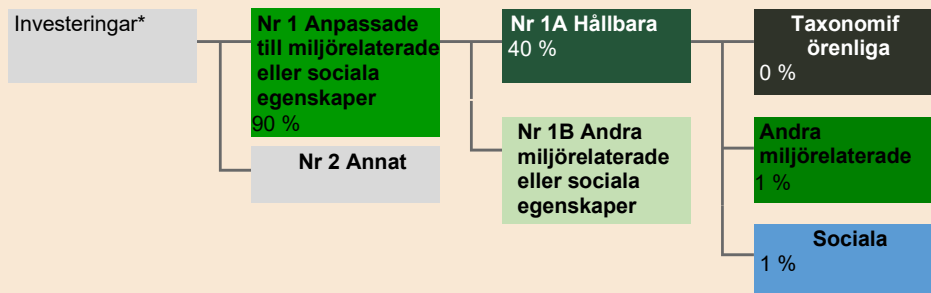 Investeringar*
Nr 1 Anpassade
till miljörelaterade
eller sociala
egenskaper
90 %
Nr 2 Annat
Nr 1A Hållbara
40 %
Nr 1B Andra
miljörelaterade
eller sociala
egenskaper
Taxonomif
örenliga
0 %
Andra
miljörelaterade
1 %
Sociala
1 %